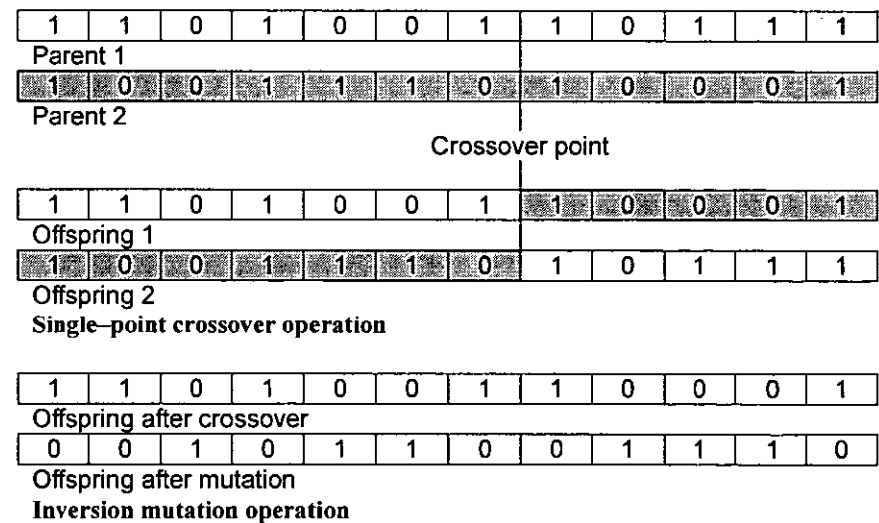 1 1 0 1 0 0 1 1 0 1 1 1
Parent 1
1 0 0 1 1 1 0 1 0 0 0 1
Parent 2
Crossover point
1 1 0 1 0 0 1 1 0 0 0 1
Offspring 1
1 0 0 1 1 1 0 1 0 1 1 1
Offspring 2
Single–point crossover operation
1 1 0 1 0 0 1 1 0 0 0 1
Offspring after crossover
0 0 1 0 1 1 0 0 1 1 1 0
Offspring after mutation
Inversion mutation operation